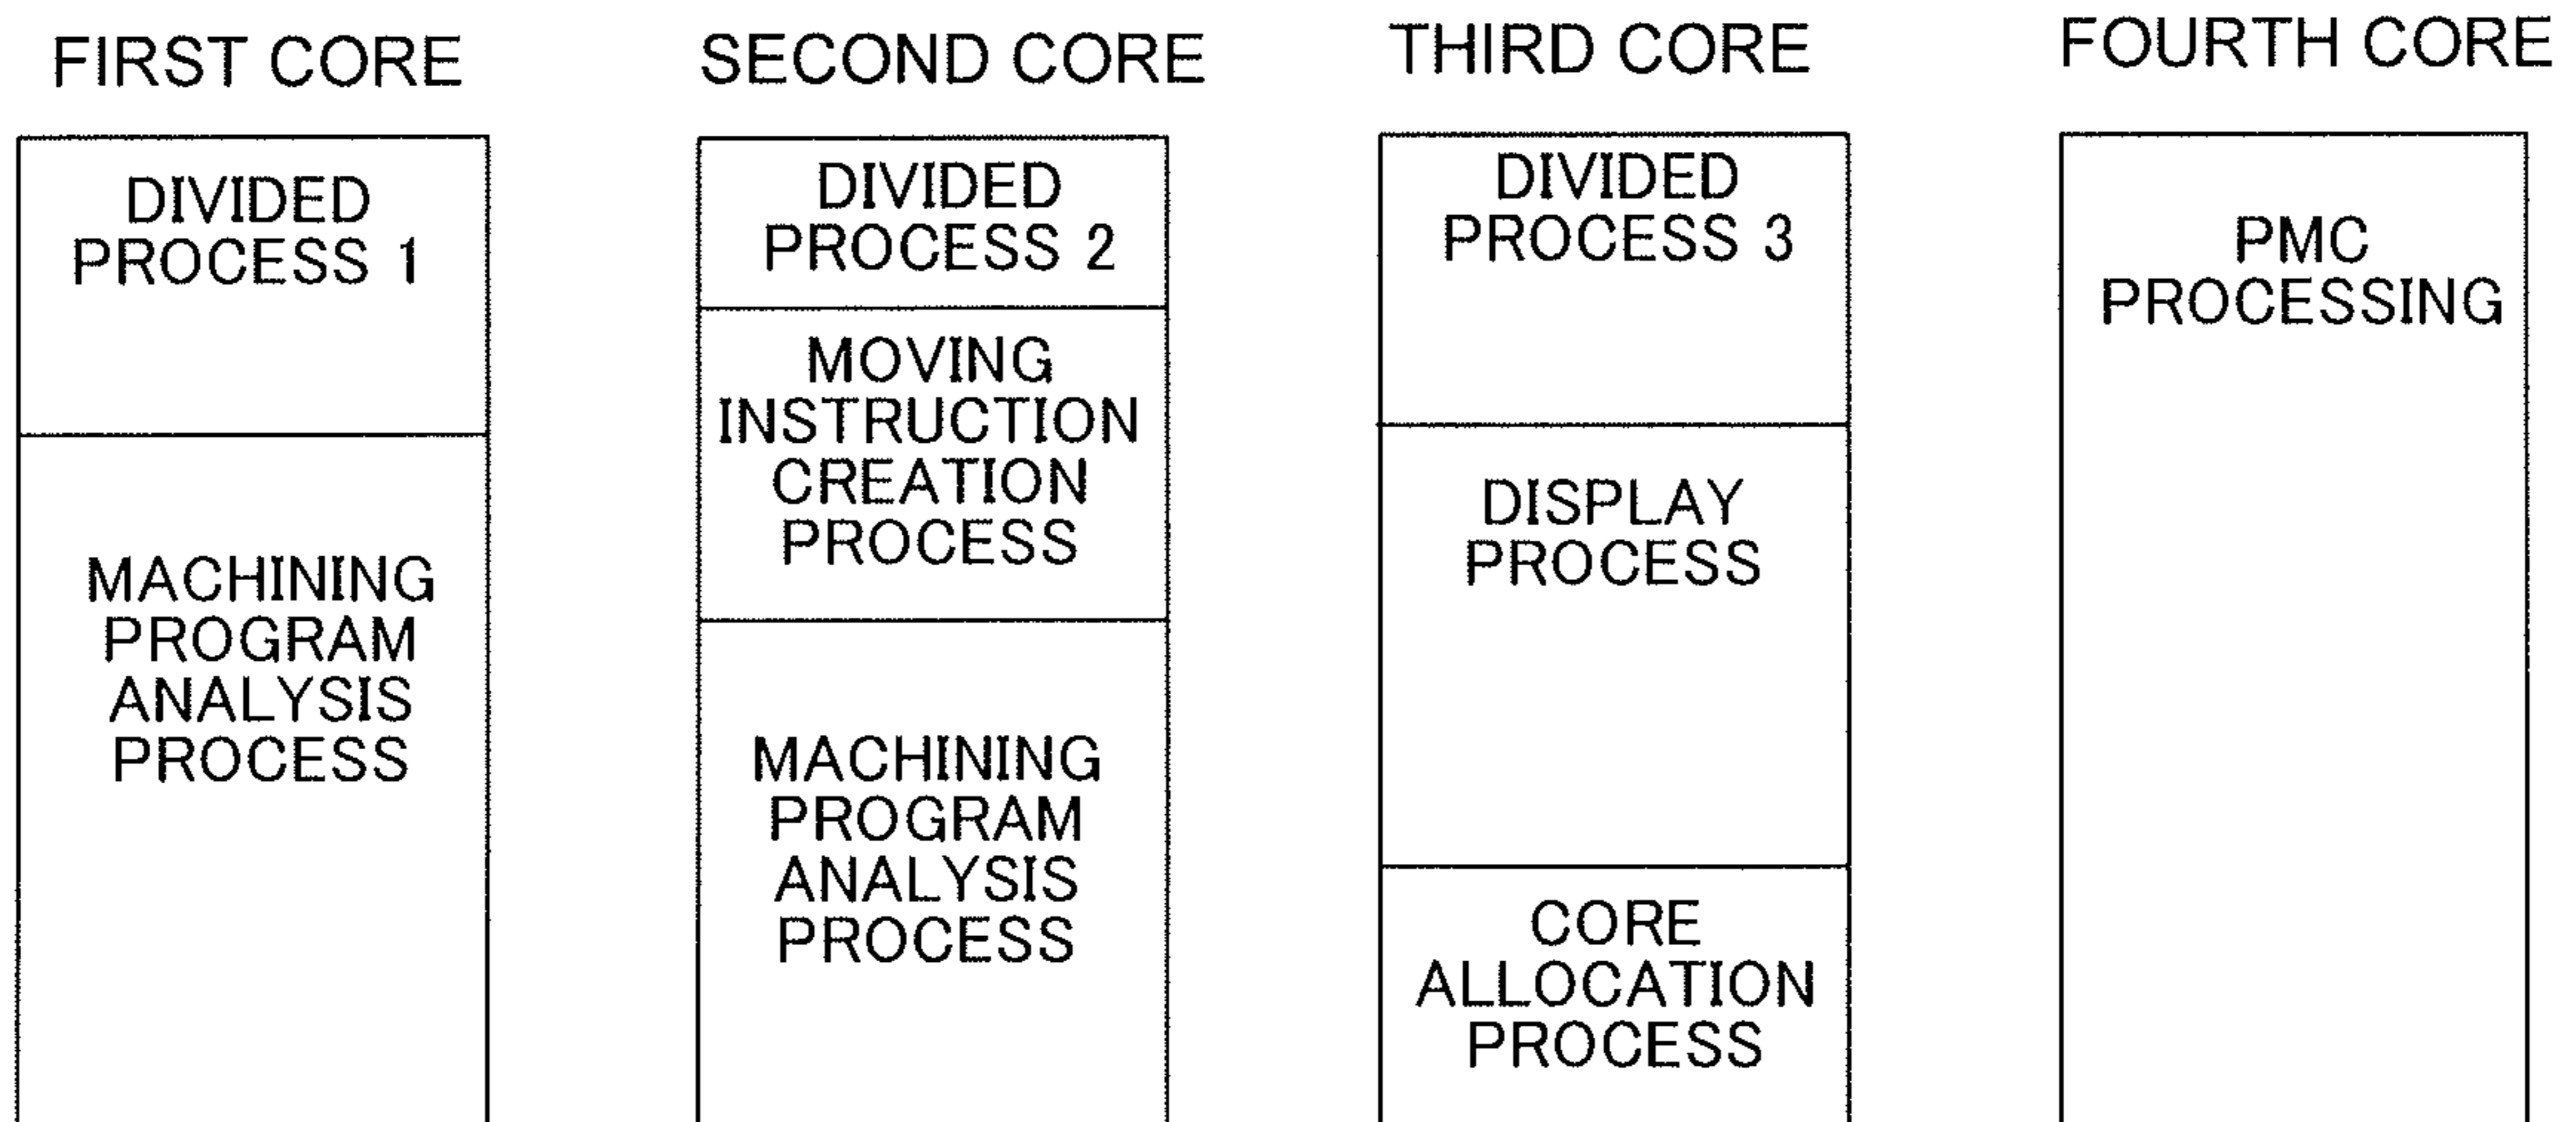 FIRST CORE
DIVIDED
PROCESS 1
MACHINING
PROGRAM
ANALYSIS
PROCESS
SECOND CORE
DIVIDED
PROCESS 2
MOVING
INSTRUCTION
CREATION
PROCESS
MACHINING
PROGRAM
ANALYSIS
PROCESS
THIRD CORE
DIVIDED
PROCESS 3
DISPLAY
PROCESS
CORE
ALLOCATION
PROCESS
FOURTH CORE
PMC
PROCESSING